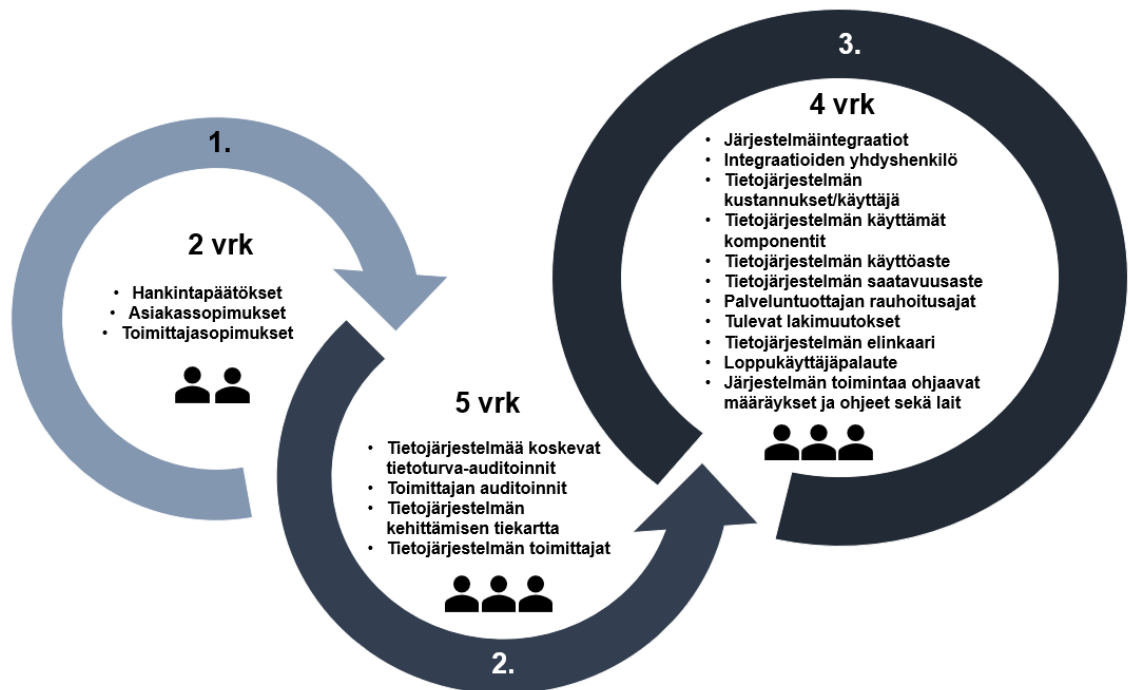 1.
2 vrk
• Hankintapäätökset
• Asiakassopimukset
• Toimittajasopimukset
5 vrk
• Tietojärjestelmää koskevat
tietoturva-auditoinnit
• Toimittajan auditoinnit
• Tietojärjestelmän
kehittämisen tiekartta
• Tietojärjestelmän toimittajat
2.
3.
4 vrk
• Järjestelmäintegraatiot
• Integraatioiden yhdyshenkilö
• Tietojärjestelmän
kustannukset/käyttäjä
• Tietojärjestelmän käyttämät
komponentit
• Tietojärjestelmän käyttöaste
• Tietojärjestelmän saatavuusaste
• Palveluntuottajan rauhoitusajat
• Tulevat lakimuutokset
• Tietojärjestelmän elinkaari
• Loppukäyttäjäpalaute
• Järjestelmän toimintaa ohjaavat
määräykset ja ohjeet sekä lait